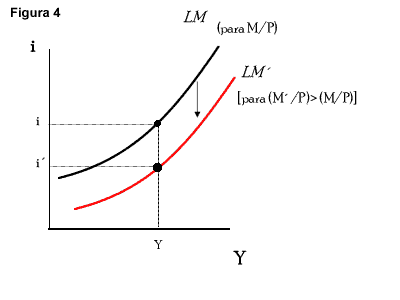 Figura 4
LM
(para M/P)
i
LM´
[para (M´/P)> (M/P)]
i
i´
Y
Y